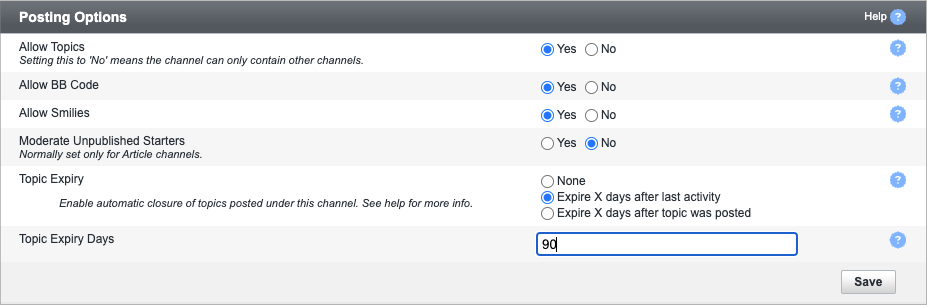 Posting Options
Help ?
Allow Topics
Yes No ?
Setting this to 'No' means the channel can only contain other channels.
Allow BB Code
Yes No ?
Allow Smilies
Yes No ?
Moderate Unpublished Starters
Yes No
Normally set only for Article channels.
Topic Expiry
None ?
Expire X days after last activity
Enable automatic closure of topics posted under this channel. See help for more info.
Expire X days after topic was posted
Topic Expiry Days
90 ?
Save